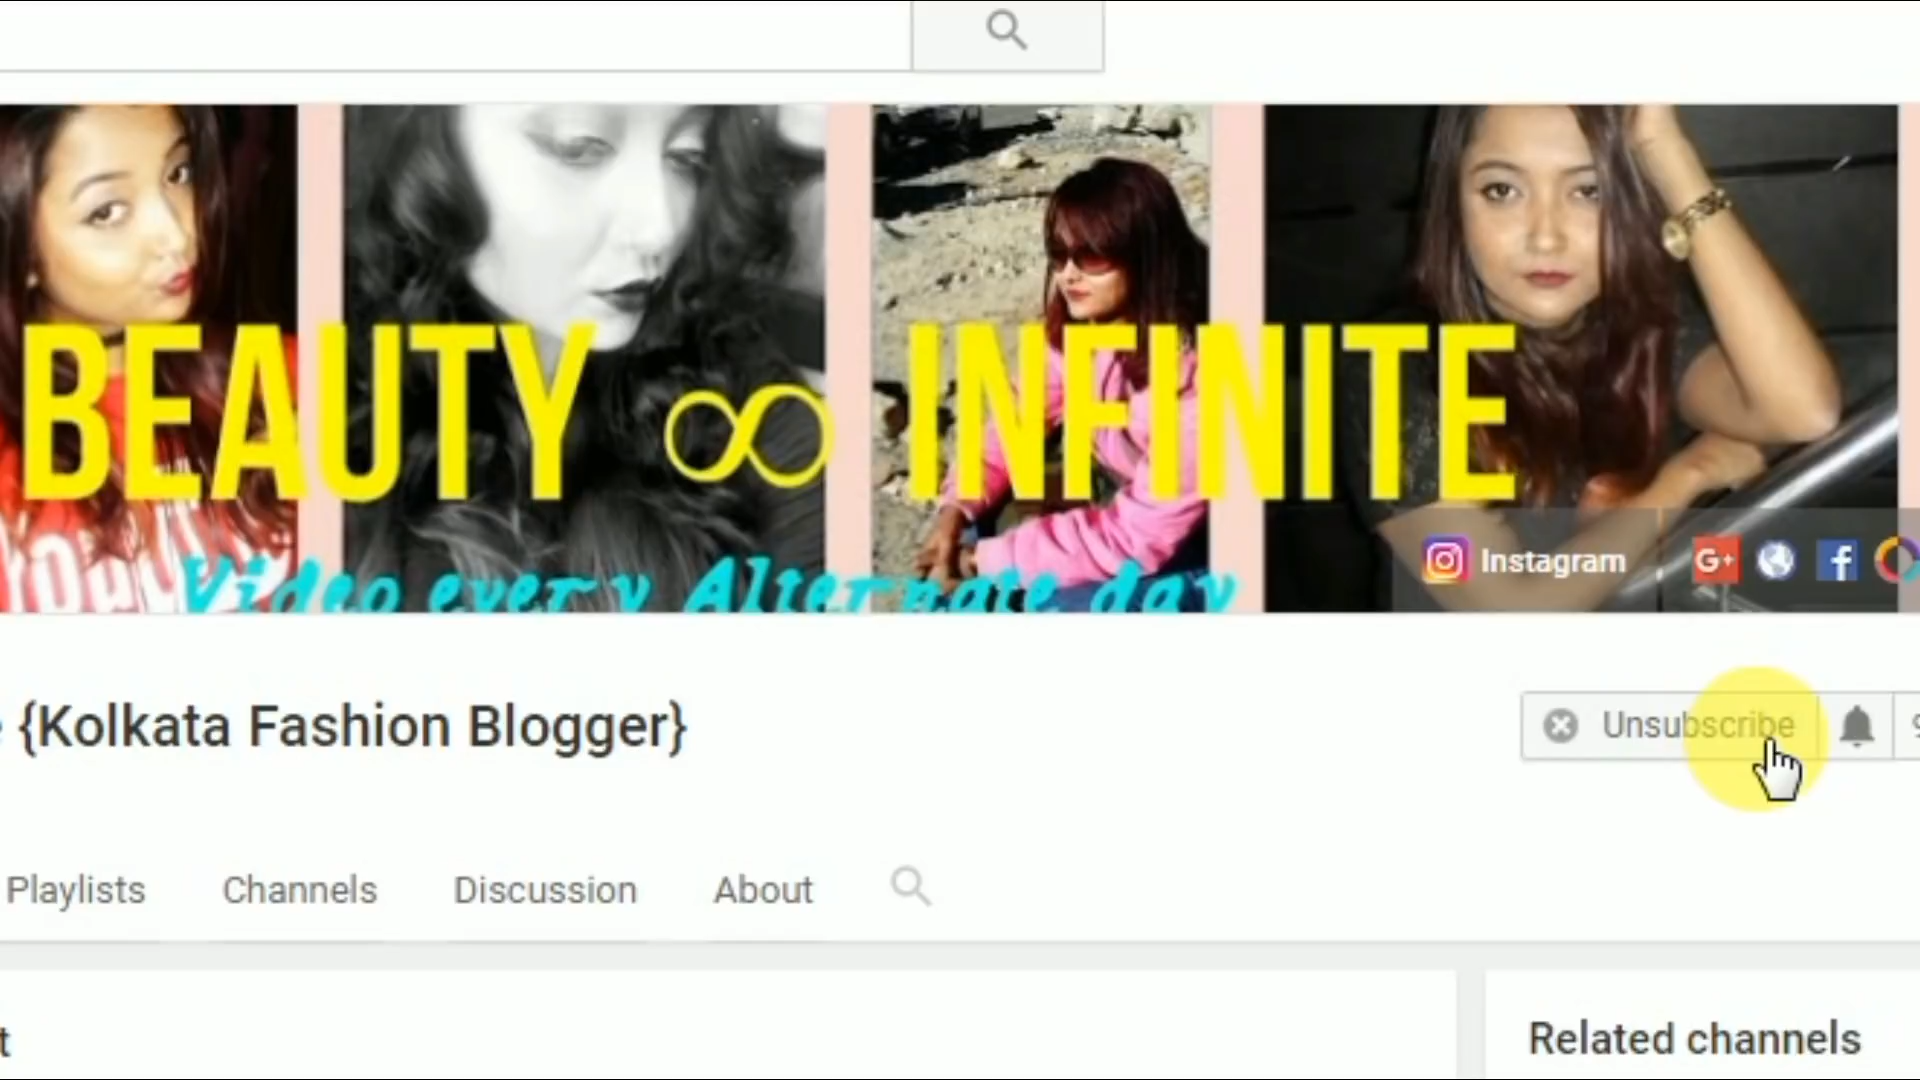 BEAUTY ∞ INFINITE
Video every Alternate day
Instagram
G+
{Kolkata Fashion Blogger}
Unsubscribe
Playlists
Channels
Discussion
About
Related channels